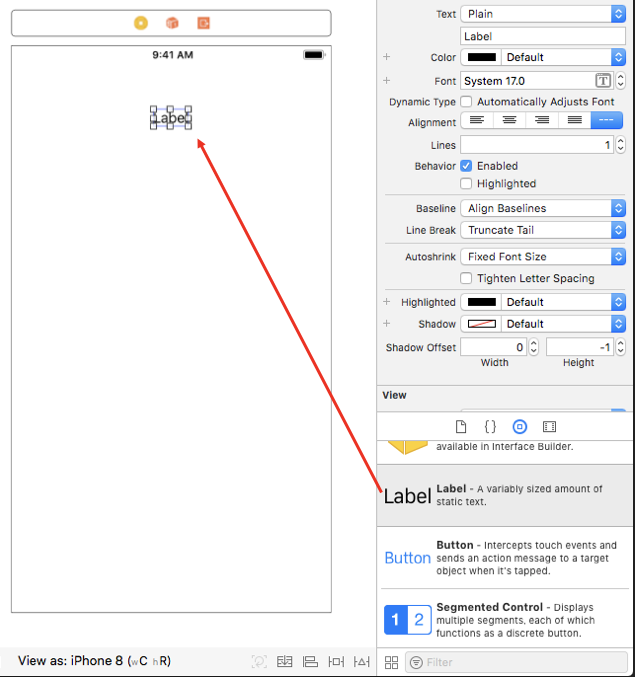 9:41 AM
Label
View as: iPhone 8 (wC hR)
Text Plain
Label
+ Color Default
+ Font System 17.0 T
Dynamic Type Automatically Adjusts Font
Alignment ---
Lines 1
Behavior Enabled
Highlighted
Baseline Align Baselines
Line Break Truncate Tail
Autoshrink Fixed Font Size
Tighten Letter Spacing
+ Highlighted Default
+ Shadow Default
Shadow Offset 0 -1
Width Height
View
{}
available in Interface Builder.
Label Label - A variably sized amount of
static text.
Button - Intercepts touch events and
Button sends an action message to a target
object when it's tapped.
Segmented Control - Displays
1 2 multiple segments, each of which
functions as a discrete button.
Filter